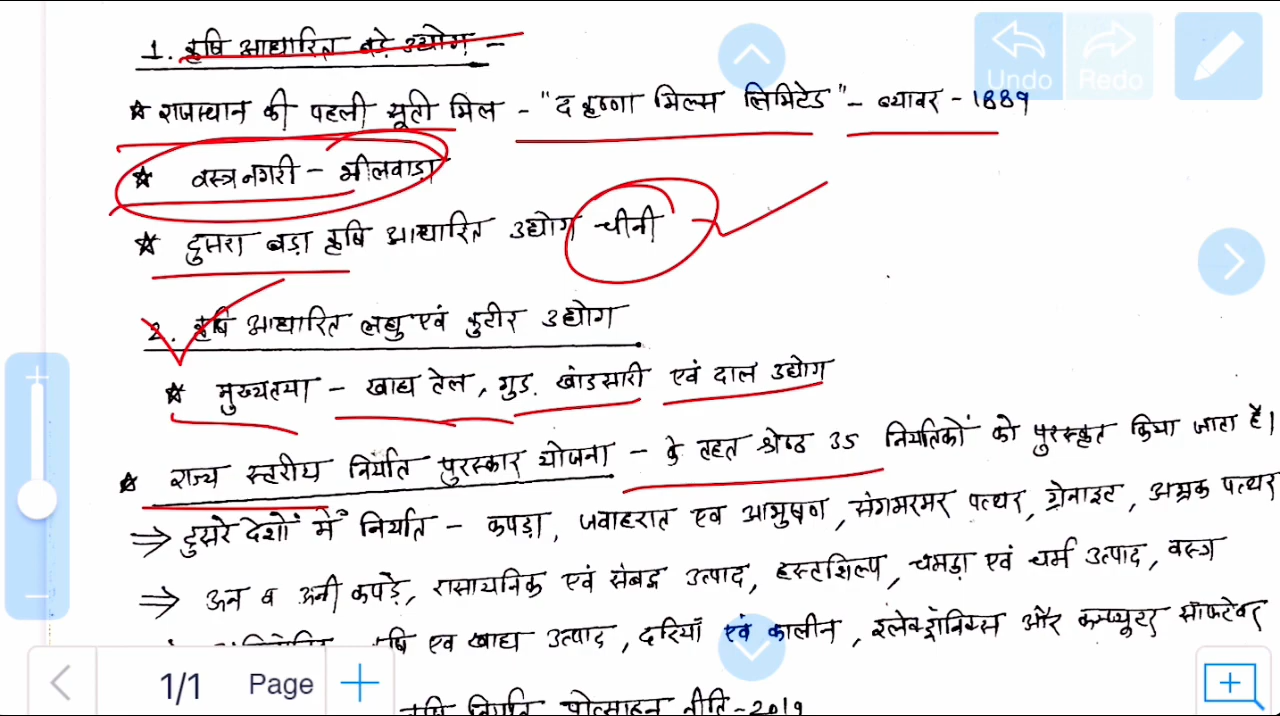 1. कृषि आधारित बड़े उद्योग -
★ राजस्थान की पहली सूती मिल - "द कृष्णा मिल्स लिमिटेड" - ब्यावर - 1889
★ वस्त्रनगरी - भीलवाड़ा
★ दुसरा बड़ा कृषि आधारित उद्योग चीनी
2. कृषि आधारित लघु एवं कुटीर उद्योग
★ मुख्यतया - खाद्य तेल, गुड़. खांडसारी एवं दाल उद्योग
★ राज्य स्तरीय निर्यात पुरस्कार योजना - के तहत श्रेष्ठ 35 निर्यातकों को पुरस्कृत किया जाता है।
⇒ दुसरे देशों में निर्यात - कपड़ा, जवाहरात एव आभुषण, संगमरमर पत्थर, ग्रेनाइट, अभ्रक पत्थर
⇒ ऊन व ऊनी कपड़े, रासायनिक एवं संबद्ध उत्पाद, हस्तशिल्प, चमड़ा एवं चर्म उत्पाद, वस्त्र
एव खाद्य उत्पाद, दरियाँ एवं कालीन, इलेक्ट्रॉनिक्स और कम्प्युटर सॉफ्टवेयर
निर्यात प्रोत्साहन नीति - 2019
Undo Redo
1/1 Page